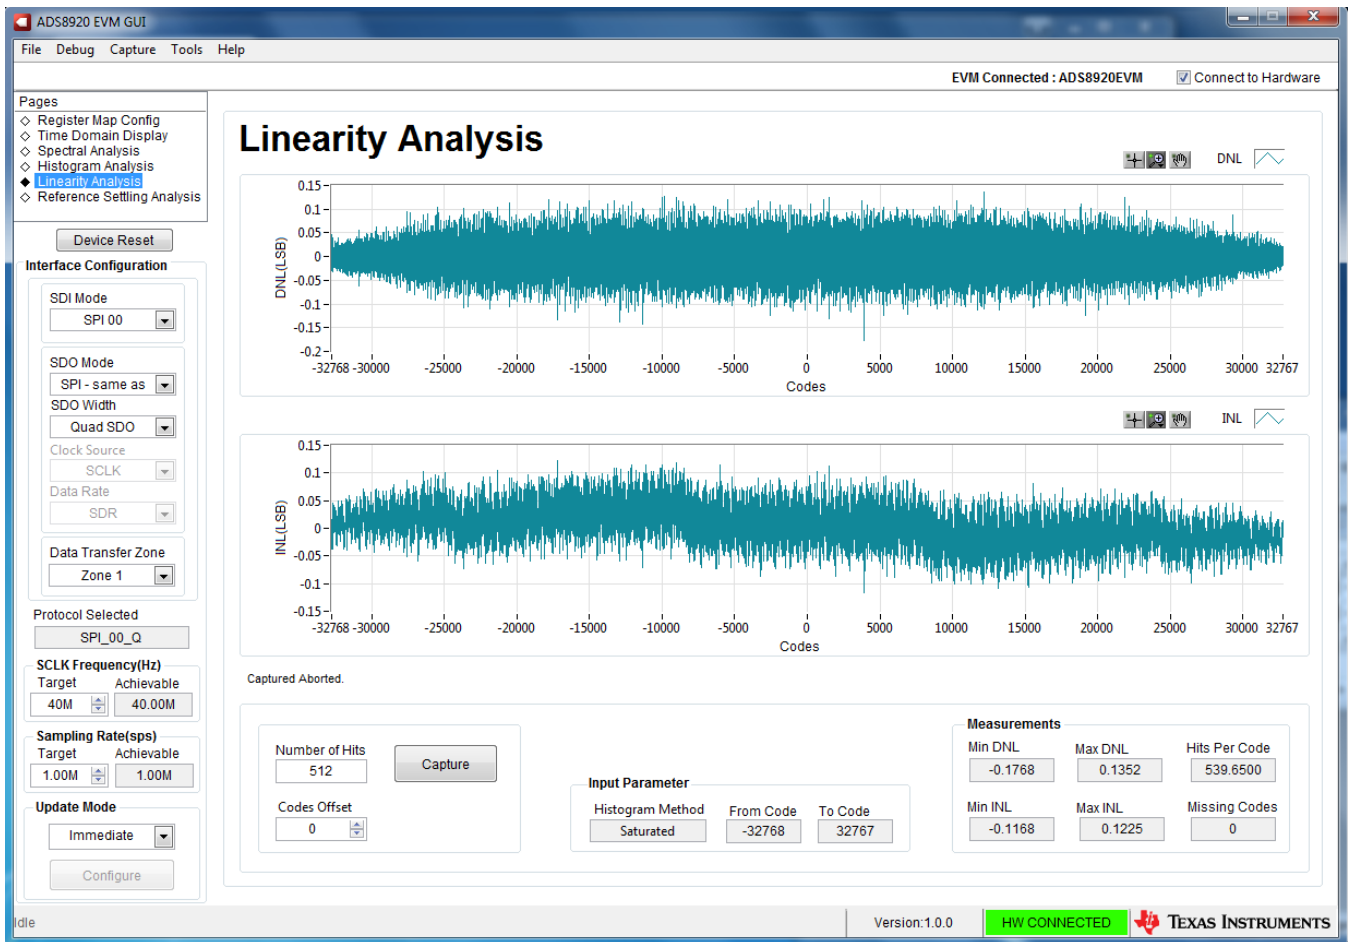 ADS8920 EVM GUI
File Debug Capture Tools Help
EVM Connected : ADS8920EVM Connect to Hardware
Pages
Register Map Config
Time Domain Display
Spectral Analysis
Histogram Analysis
Linearity Analysis
Reference Settling Analysis
Device Reset
Interface Configuration
SDI Mode
SPI 00
SDO Mode
SPI - same as
SDO Width
Quad SDO
Clock Source
SCLK
Data Rate
SDR
Data Transfer Zone
Zone 1
Protocol Selected
SPI_00_Q
SCLK Frequency(Hz)
Target Achievable
40M 40.00M
Sampling Rate(sps)
Target Achievable
1.00M 1.00M
Update Mode
Immediate
Configure
Linearity Analysis
DNL
DNL(LSB)
0.15
0.1
0.05
0
-0.05
-0.1
-0.15
-0.2
-32768 -30000 -25000 -20000 -15000 -10000 -5000 0 5000 10000 15000 20000 25000 30000 32767
Codes
INL
INL(LSB)
0.15
0.1
0.05
0
-0.05
-0.1
-0.15
-32768 -30000 -25000 -20000 -15000 -10000 -5000 0 5000 10000 15000 20000 25000 30000 32767
Codes
Captured Aborted.
Number of Hits
512
Capture
Codes Offset
0
Input Parameter
Histogram Method From Code To Code
Saturated -32768 32767
Measurements
Min DNL Max DNL Hits Per Code
-0.1768 0.1352 539.6500
Min INL Max INL Missing Codes
-0.1168 0.1225 0
Idle
Version:1.0.0
HW CONNECTED
TEXAS INSTRUMENTS